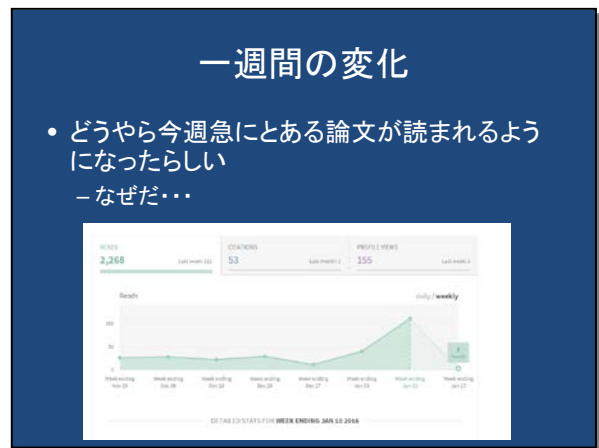 一週間の変化
• どうやら今週急にとある論文が読まれるよう
になったらしい
– なぜだ・・・
READS
CITATIONS
PROFILE VIEWS
2,268
53
155
Reads
daily / weekly
100
50
0
Week ending
Week ending
Week ending
Week ending
Week ending
Week ending
Week ending
Week ending
DETAILED STATS FOR WEEK ENDING JAN 10 2016